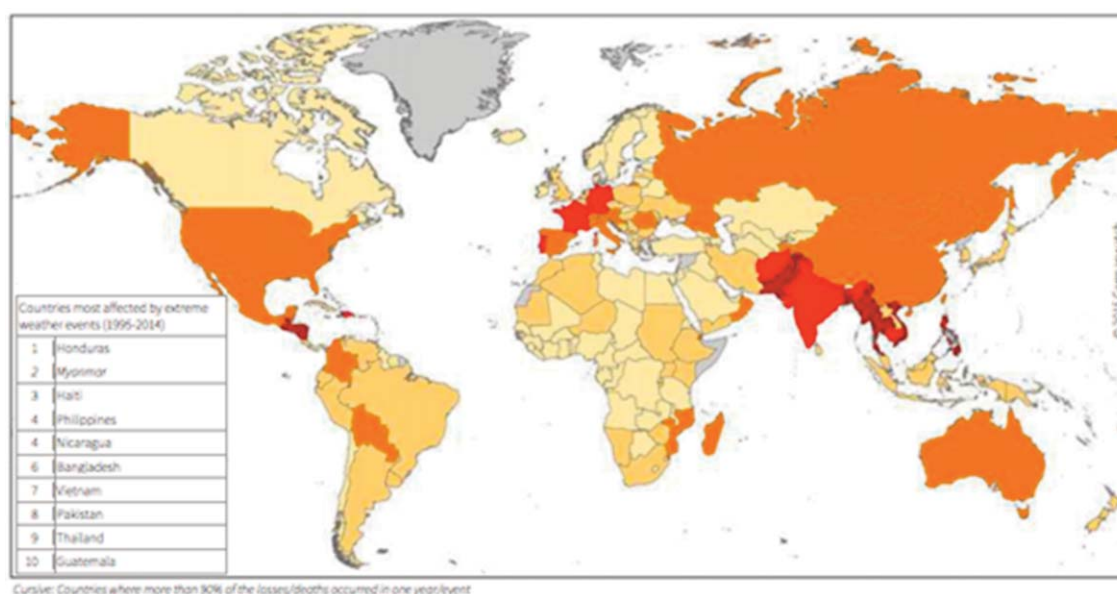 Countries most affected by extreme
weather events (1995-2014)
1 Honduras
2 Myanmar
3 Haiti
4 Philippines
4 Nicaragua
6 Bangladesh
7 Vietnam
8 Pakistan
9 Thailand
10 Guatemala
Cursive: Countries where more than 90% of the losses/deaths occurred in one year/event